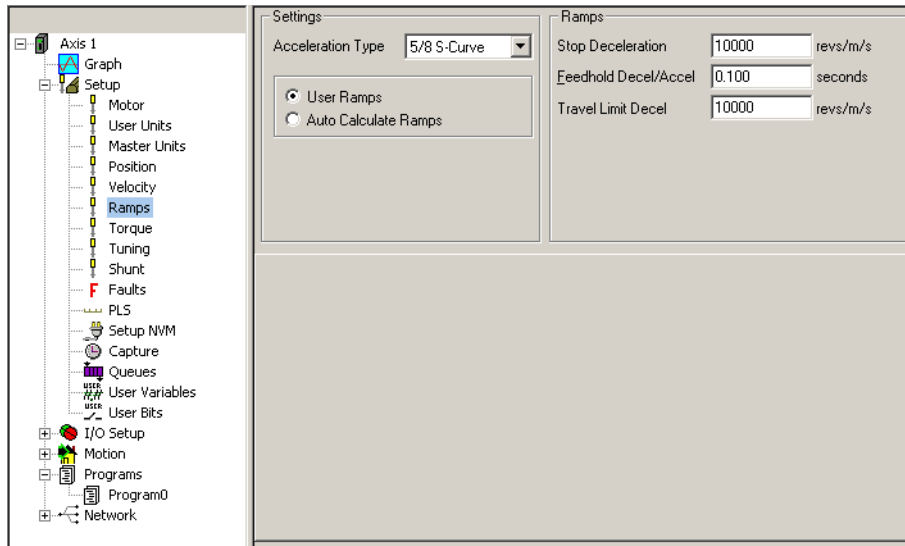 Axis 1
Graph
Setup
Motor
User Units
Master Units
Position
Velocity
Ramps
Torque
Tuning
Shunt
F Faults
PLS
Setup NVM
Capture
Queues
USER User Variables
USER User Bits
I/O Setup
Motion
Programs
Program0
Network
Settings
Acceleration Type 5/8 S-Curve
User Ramps
Auto Calculate Ramps
Ramps
Stop Deceleration 10000 revs/m/s
Feedhold Decel/Accel 0.100 seconds
Travel Limit Decel 10000 revs/m/s